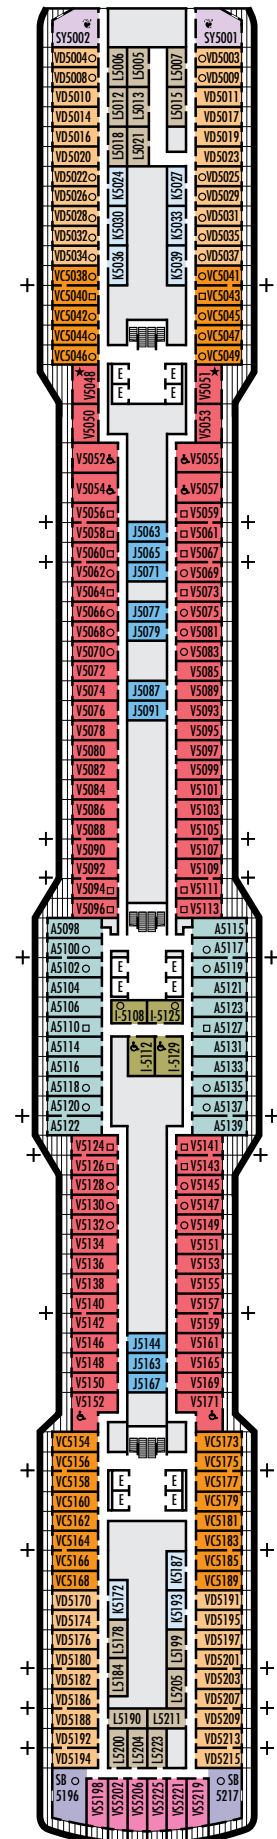 SY5002 SY5001
VD5004 L5006 L5005 L5007 VD5003
VD5008 VD5009
VD5010 L5012 L5013 L5015 VD5011
VD5014 VD5017
VD5016 L5018 L5021 VD5019
VD5020 VD5023
VD5022 K5024 K5027 VD5025
VD5026 VD5029
VD5028 K5030 K5033 VD5031
VD5032 VD5035
VD5034 K5036 K5039 VD5037
VC5038 VC5041
VC5040 VC5043
VC5042 VC5045
VC5044 VC5047
VC5046 VC5049
V5048 E E V5051
E E
V5050 V5053
V5052 V5055
V5054 V5057
V5056 V5059
V5058 J5063 V5061
V5060 J5065 V5067
V5062 J5071 V5069
V5064 V5073
V5066 J5077 V5075
V5068 J5079 V5081
V5070 V5083
V5072 V5085
V5074 J5087 V5089
V5076 J5091 V5093
V5078 V5095
V5080 V5097
V5082 V5099
V5084 V5101
V5086 V5103
V5088 V5105
V5090 V5107
V5092 V5109
V5094 V5111
V5096 V5113
A5098 A5115
A5100 A5117
A5102 E E A5119
A5104 E E A5121
A5106 I-5108 I-5125 A5123
A5110 A5127
A5114 I-5112 I-5129 A5131
A5116 A5133
A5118 A5135
A5120 A5137
A5122 A5139
V5124 V5141
V5126 V5143
V5128 V5145
V5130 V5147
V5132 V5149
V5134 V5151
V5136 V5153
V5138 V5155
V5140 V5157
V5142 V5159
V5146 J5144 V5161
V5148 J5163 V5165
V5150 J5167 V5169
V5152 V5171
VC5154 VC5173
VC5156 VC5175
VC5158 E E VC5177
VC5160 E E VC5179
VC5162 VC5181
VC5164 VC5183
VC5166 K5187 VC5185
VC5168 VC5189
VD5170 K5172 K5193 VD5191
VD5174 VD5195
VD5176 L5178 L5199 VD5197
VD5180 VD5201
VD5182 L5184 L5205 VD5203
VD5186 VD5207
VD5188 L5190 L5211 VD5209
VD5192 L5200 L5204 L5223 VD5213
VD5194 VD5215
SB SB
5196 VS5198 VS5202 VS5206 VS5225 VS5221 VS5219 5217